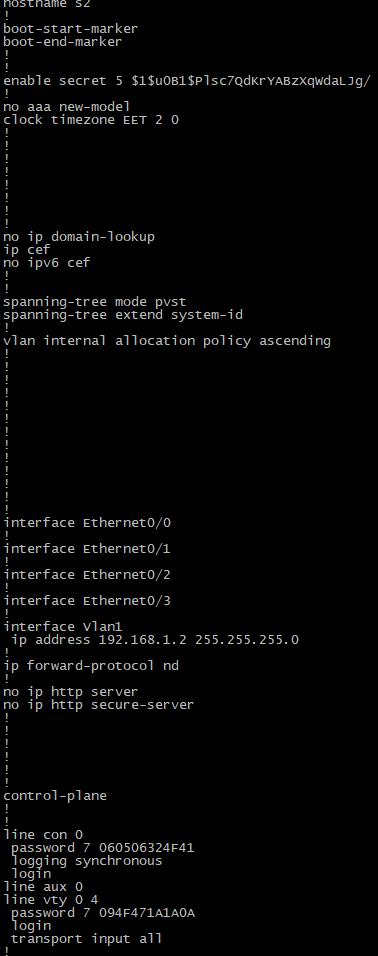 hostname s2
!
boot-start-marker
boot-end-marker
!
!
enable secret 5 $1$u0B1$Plsc7QdKrYABzXqWdaLJg/
!
no aaa new-model
clock timezone EET 2 0
!
!
!
!
!
!
!
!
no ip domain-lookup
ip cef
no ipv6 cef
!
!
spanning-tree mode pvst
spanning-tree extend system-id
!
vlan internal allocation policy ascending
!
!
!
!
!
!
!
!
!
!
!
!
!
interface Ethernet0/0
!
interface Ethernet0/1
!
interface Ethernet0/2
!
interface Ethernet0/3
!
interface Vlan1
 ip address 192.168.1.2 255.255.255.0
!
ip forward-protocol nd
!
no ip http server
no ip http secure-server
!
!
!
!
!
!
control-plane
!
!
line con 0
 password 7 060506324F41
 logging synchronous
 login
line aux 0
line vty 0 4
 password 7 094F471A1A0A
 login
 transport input all
!